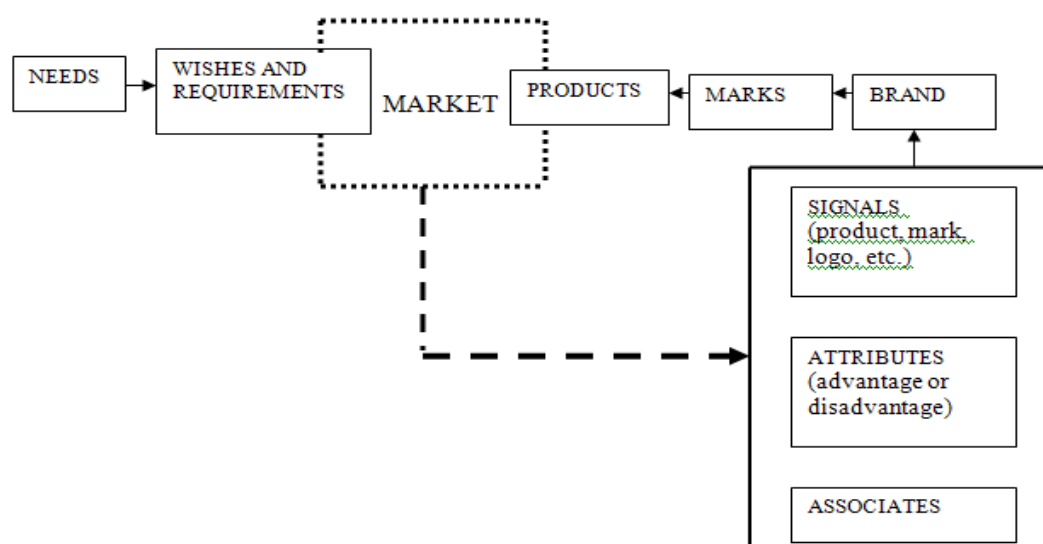 NEEDS
WISHES AND
REQUIREMENTS
MARKET
PRODUCTS
MARKS
BRAND
SIGNALS
(product, mark,
logo, etc.)
ATTRIBUTES
(advantage or
disadvantage)
ASSOCIATES